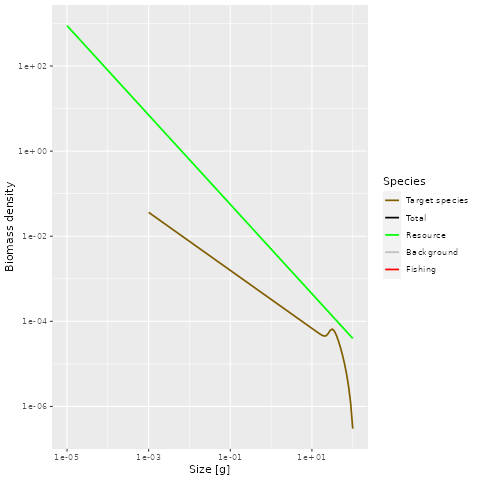 1e+02
1e+00
1e-02
1e-04
1e-06
Biomass density
1e-05
1e-03
1e-01
1e+01
Size [g]
Species
Target species
Total
Resource
Background
Fishing